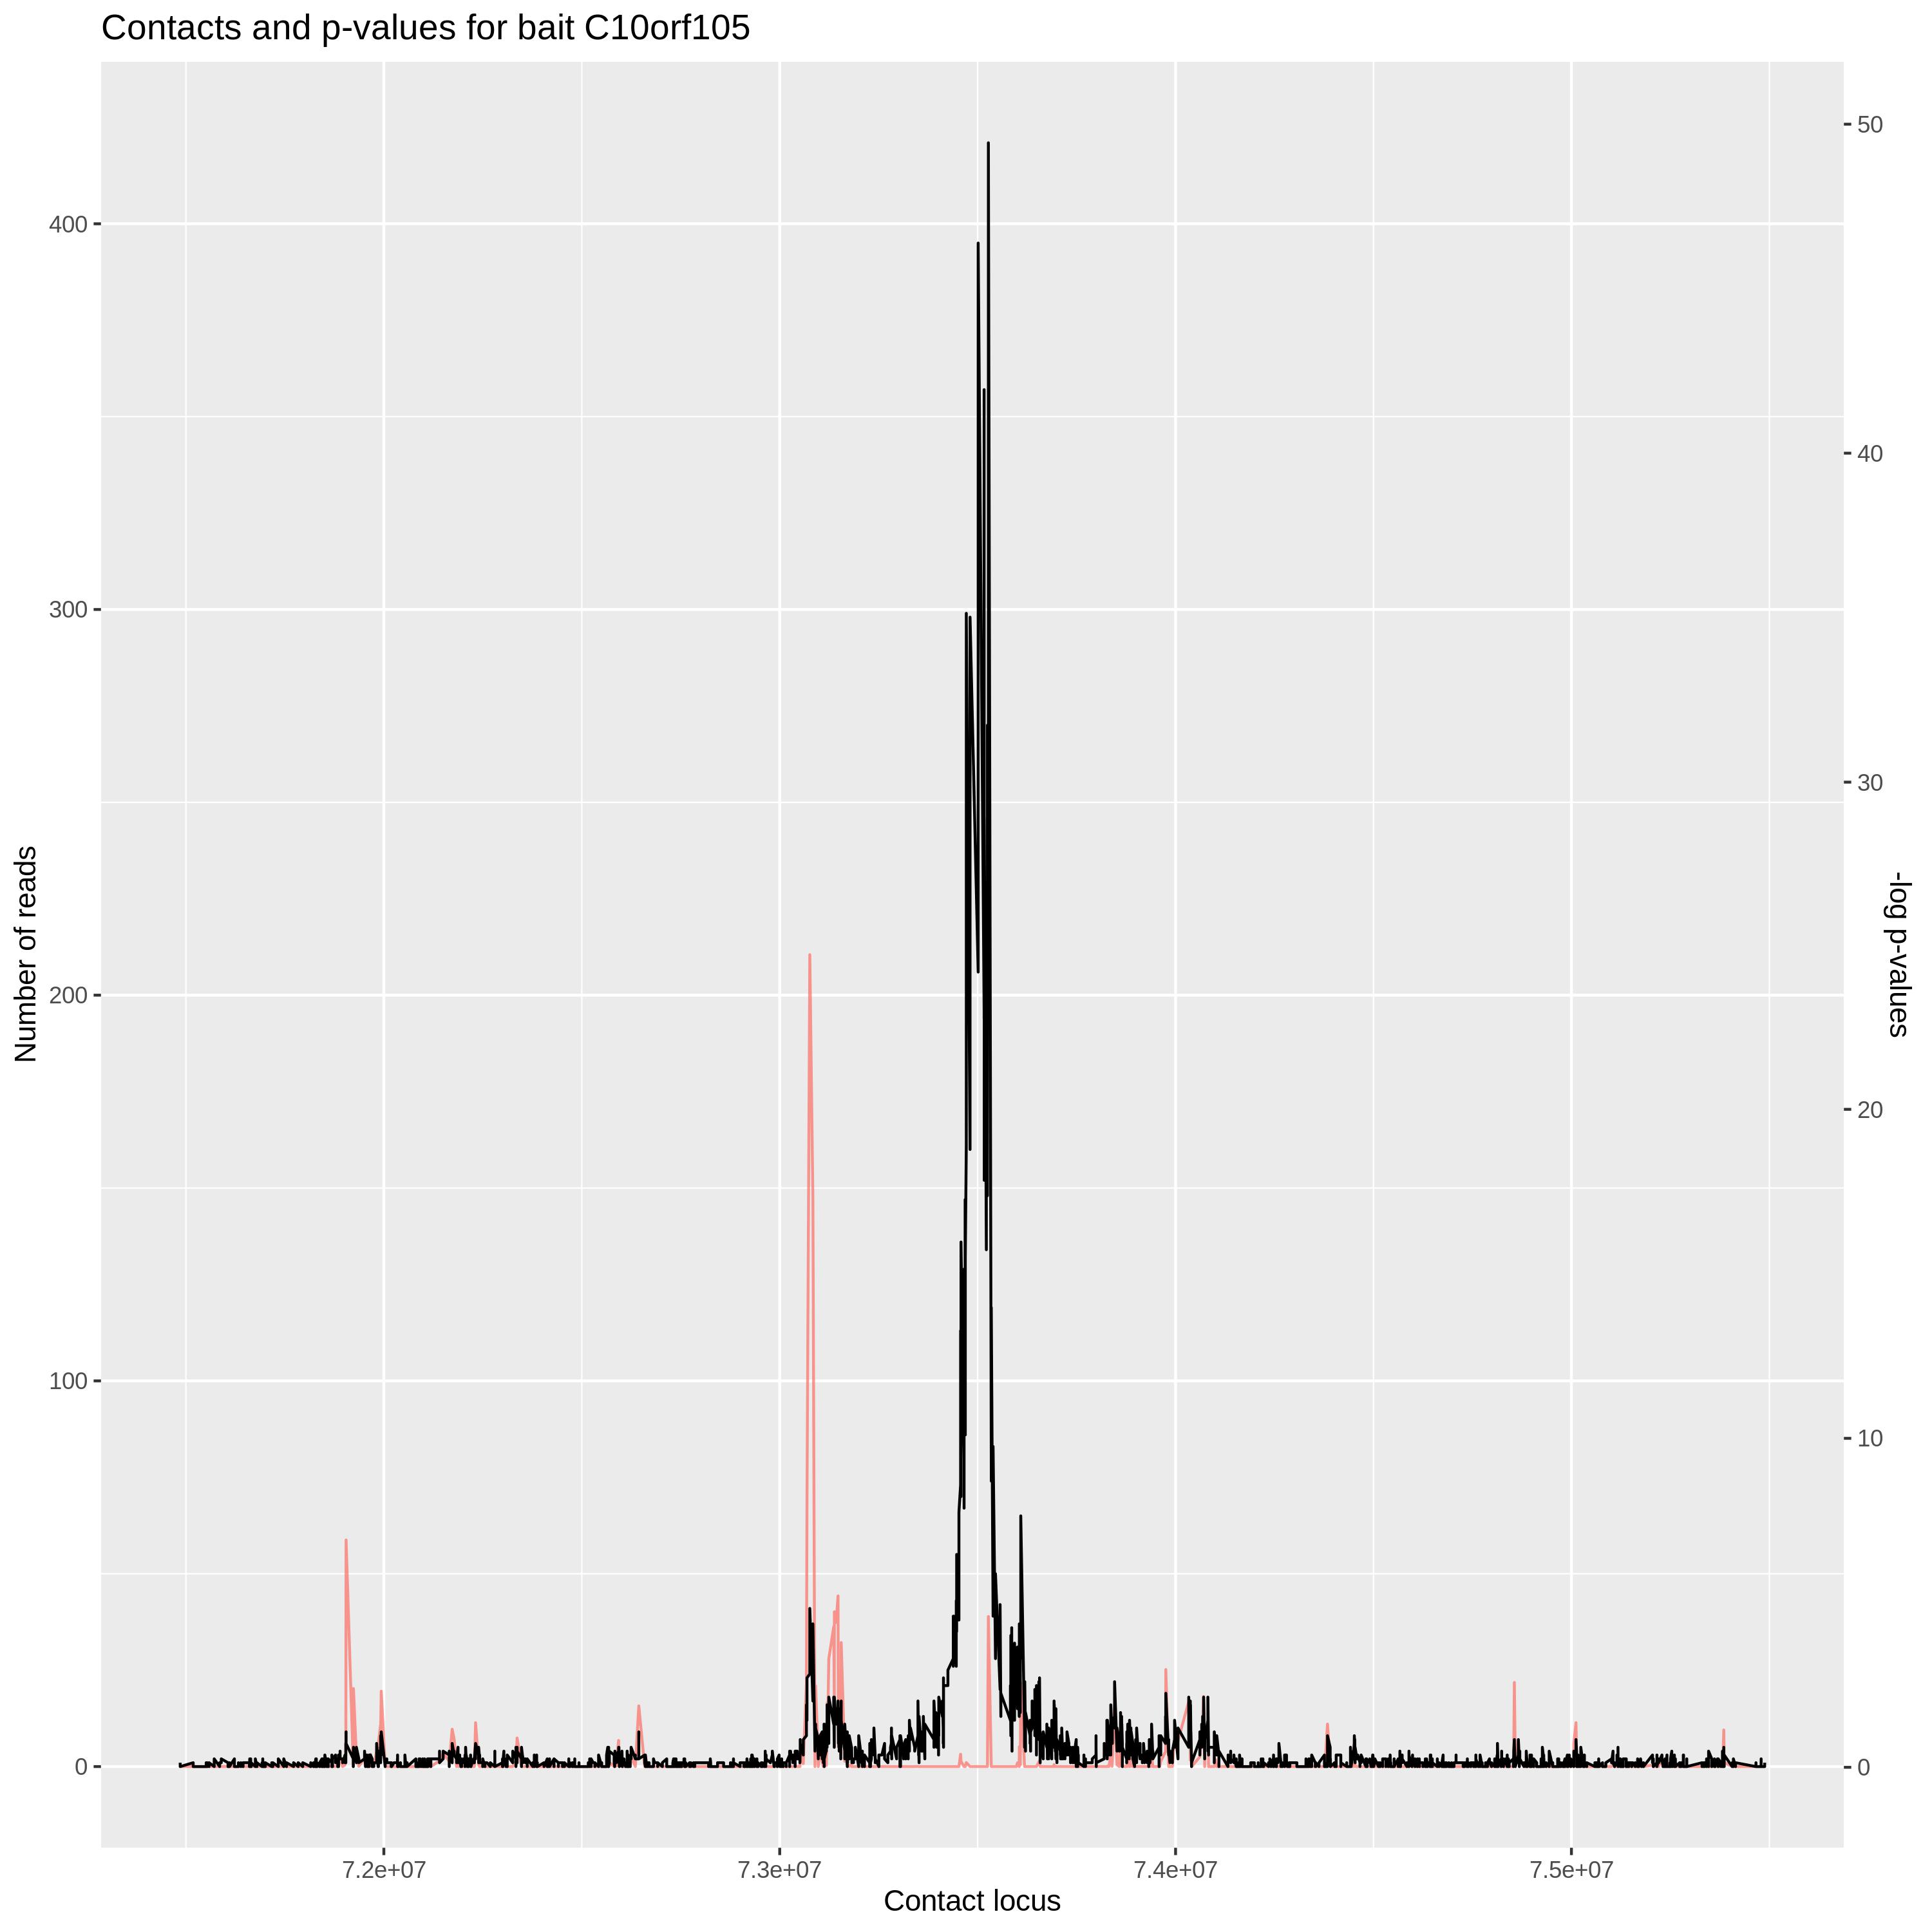 Contacts and p-values for bait C10orf105
Number of reads
400
300
200
100
0
50
40
30
20
10
0
-log p-values
7.2e+07 7.3e+07 7.4e+07 7.5e+07
Contact locus